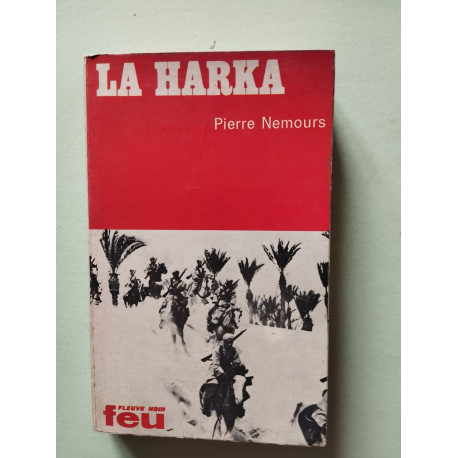 LA HARKA
Pierre Nemours
FLEUVE NOIR
feu